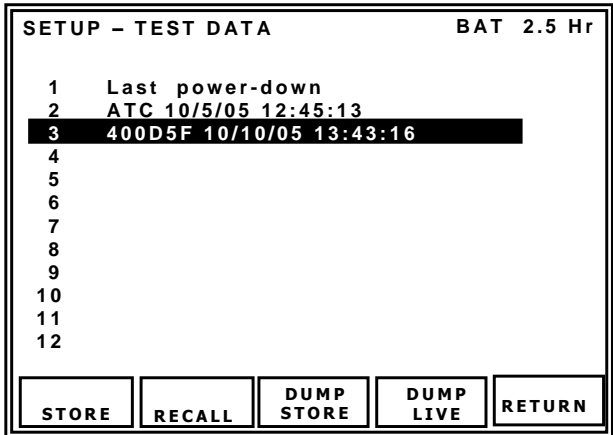 SETUP – TEST DATA BAT 2.5 Hr
1 Last power-down
2 ATC 10/5/05 12:45:13
3 400D5F 10/10/05 13:43:16
4
5
6
7
8
9
10
11
12
STORE RECALL DUMP STORE DUMP LIVE RETURN